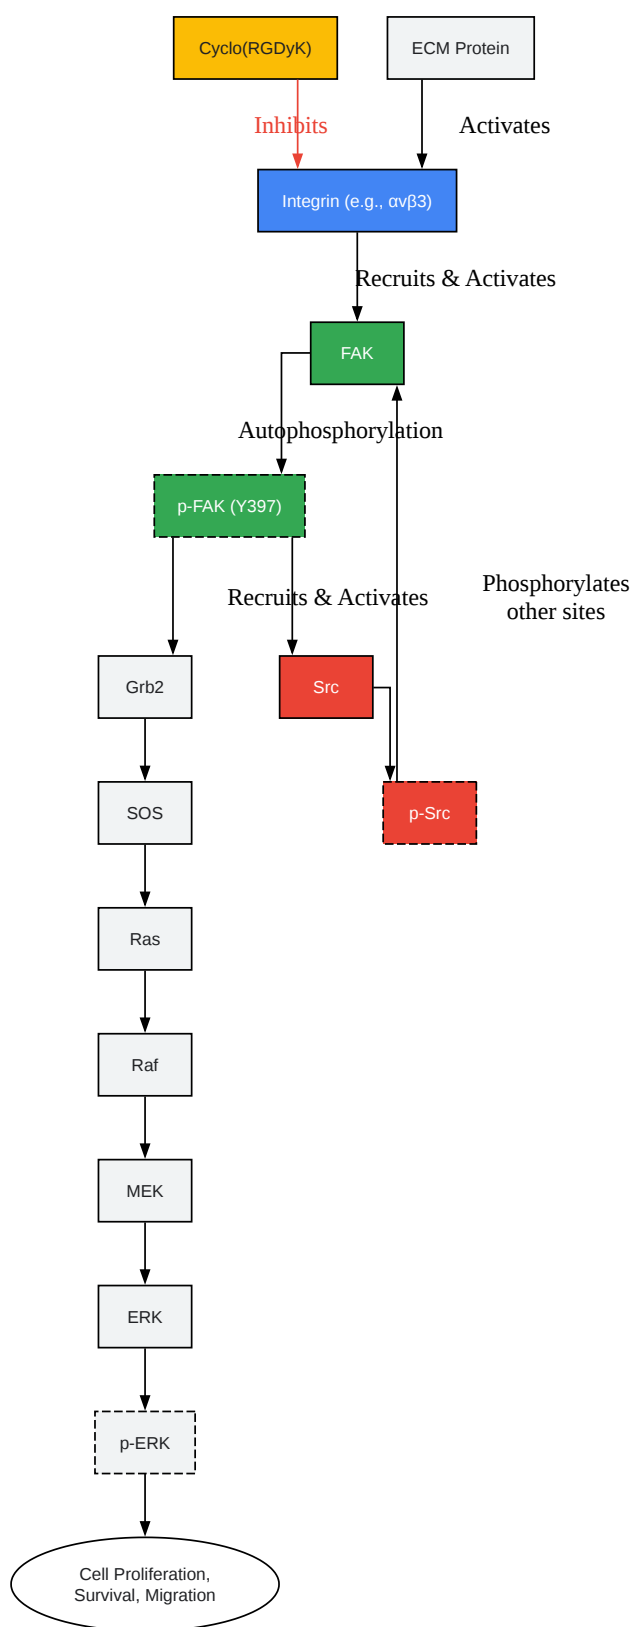 Cyclo(RGDyK)
ECM Protein
Inhibits
Activates
Integrin (e.g., αvβ3)
Recruits & Activates
FAK
Autophosphorylation
p-FAK (Y397)
Recruits & Activates
Phosphorylates
other sites
Grb2
Src
SOS
p-Src
Ras
Raf
MEK
ERK
p-ERK
Cell Proliferation,
Survival, Migration